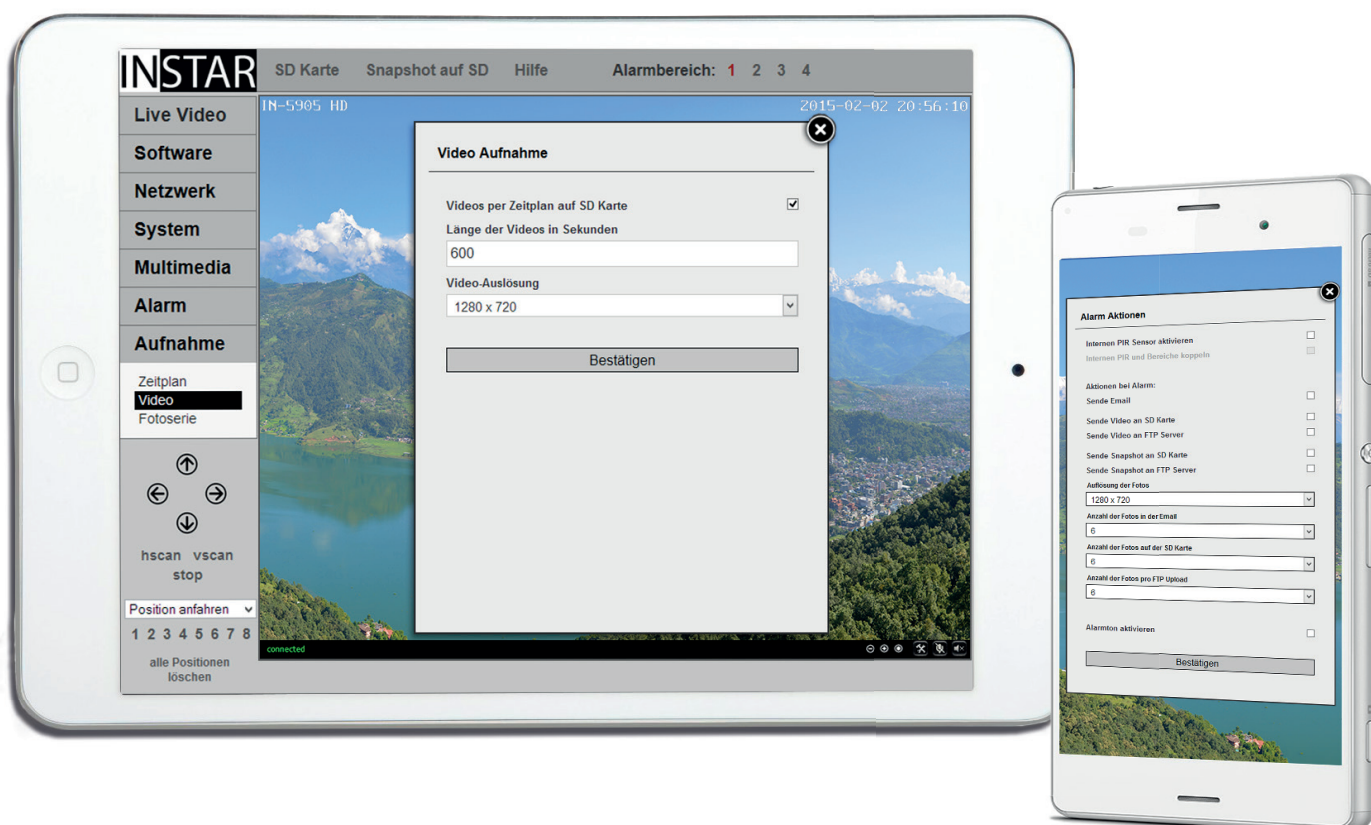 INSTAR
SD Karte Snapshot auf SD Hilfe Alarmbereich: 1 2 3 4
Live Video
Software
Netzwerk
System
Multimedia
Alarm
Aufnahme
Zeitplan
Video
Fotoserie
hscan vscan
stop
Position anfahren
1 2 3 4 5 6 7 8
alle Positionen
löschen
IN-5905 HD 2015-02-02 20:56:10
Video Aufnahme
Videos per Zeitplan auf SD Karte
Länge der Videos in Sekunden
600
Video-Auslösung
1280 x 720
Bestätigen
connected
Alarm Aktionen
Internen PIR Sensor aktivieren
Internen PIR und Bereiche koppeln
Aktionen bei Alarm:
Sende Email
Sende Video an SD Karte
Sende Video an FTP Server
Sende Snapshot an SD Karte
Sende Snapshot an FTP Server
Auflösung der Fotos
1280 x 720
Anzahl der Fotos in der Email
6
Anzahl der Fotos auf der SD Karte
6
Anzahl der Fotos pro FTP Upload
6
Alarmton aktivieren
Bestätigen